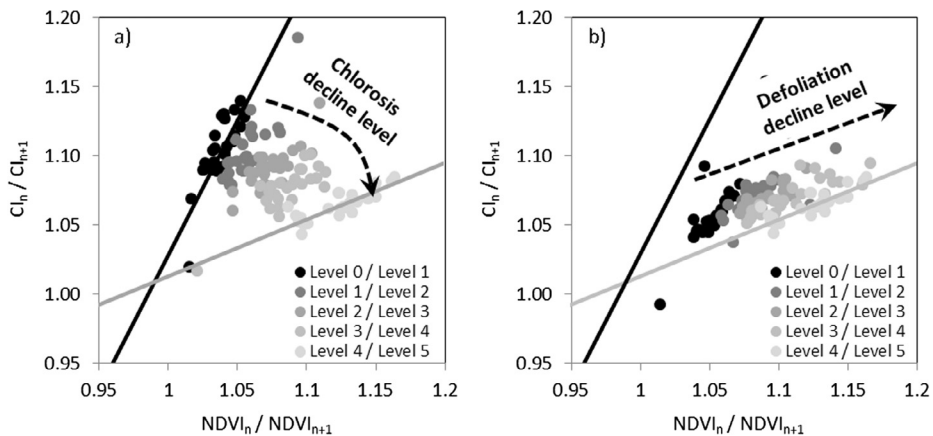 a)
Chlorosis
decline level
1.20
1.15
1.10
1.05
1.00
0.95
CIn / CIn+1
Level 0 / Level 1
Level 1 / Level 2
Level 2 / Level 3
Level 3 / Level 4
Level 4 / Level 5
0.95 1 1.05 1.1 1.15 1.2
NDVIn / NDVIn+1
b)
Defoliation
decline level
1.20
1.15
1.10
1.05
1.00
0.95
CIn / CIn+1
Level 0 / Level 1
Level 1 / Level 2
Level 2 / Level 3
Level 3 / Level 4
Level 4 / Level 5
0.95 1 1.05 1.1 1.15 1.2
NDVIn / NDVIn+1